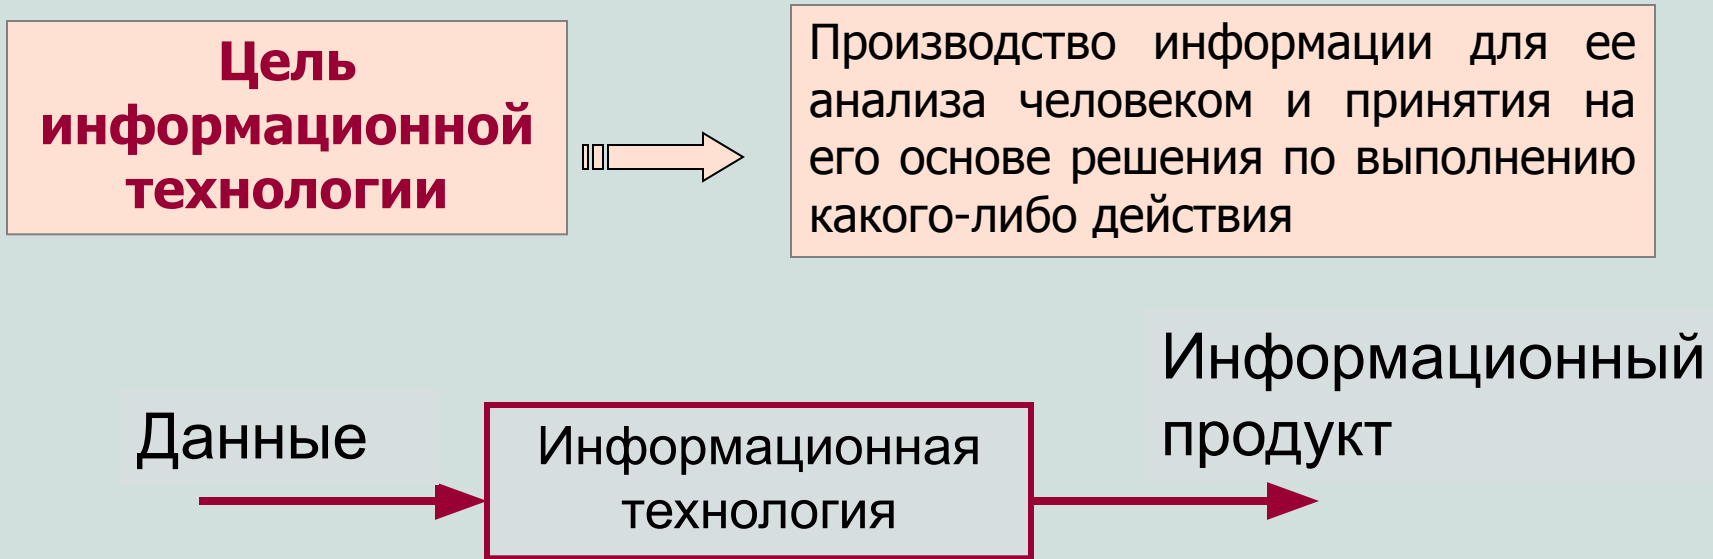 Цель
информационной
технологии
Производство информации для ее
анализа человеком и принятия на
его основе решения по выполнению
какого-либо действия
Данные
Информационная
технология
Информационный
продукт